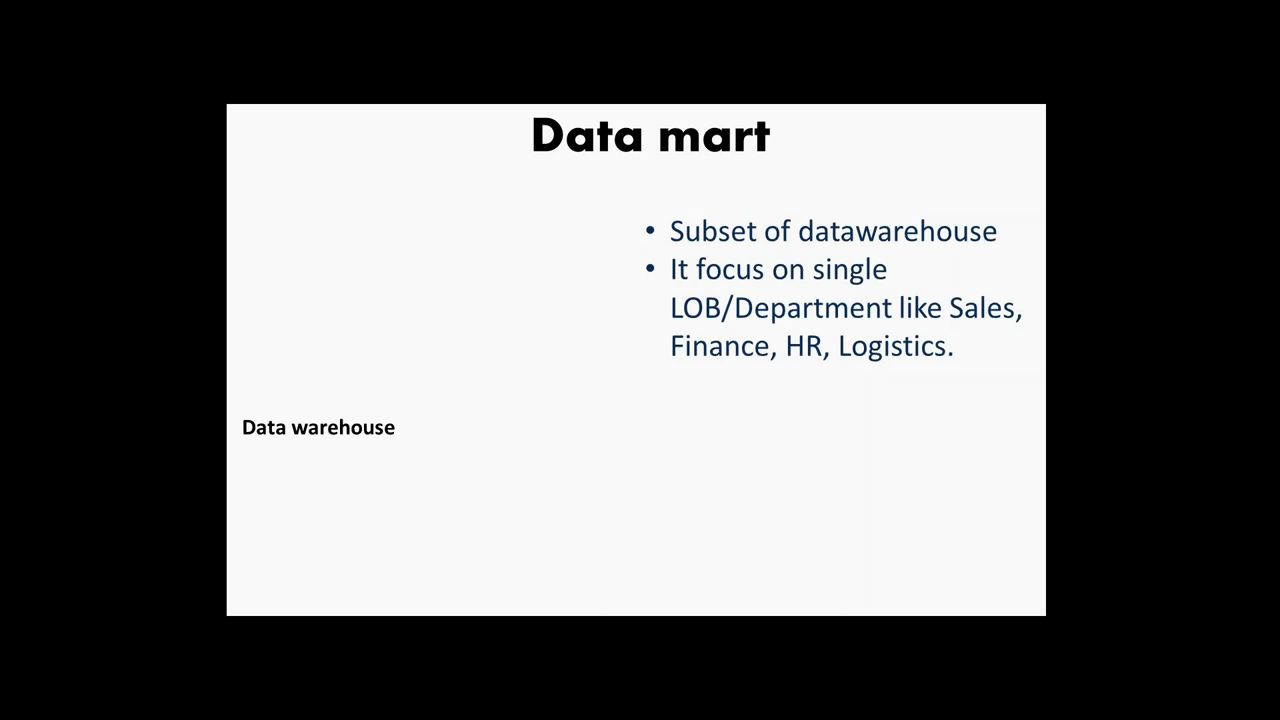 Data mart
• Subset of datawarehouse
• It focus on single
LOB/Department like Sales,
Finance, HR, Logistics.
Data warehouse